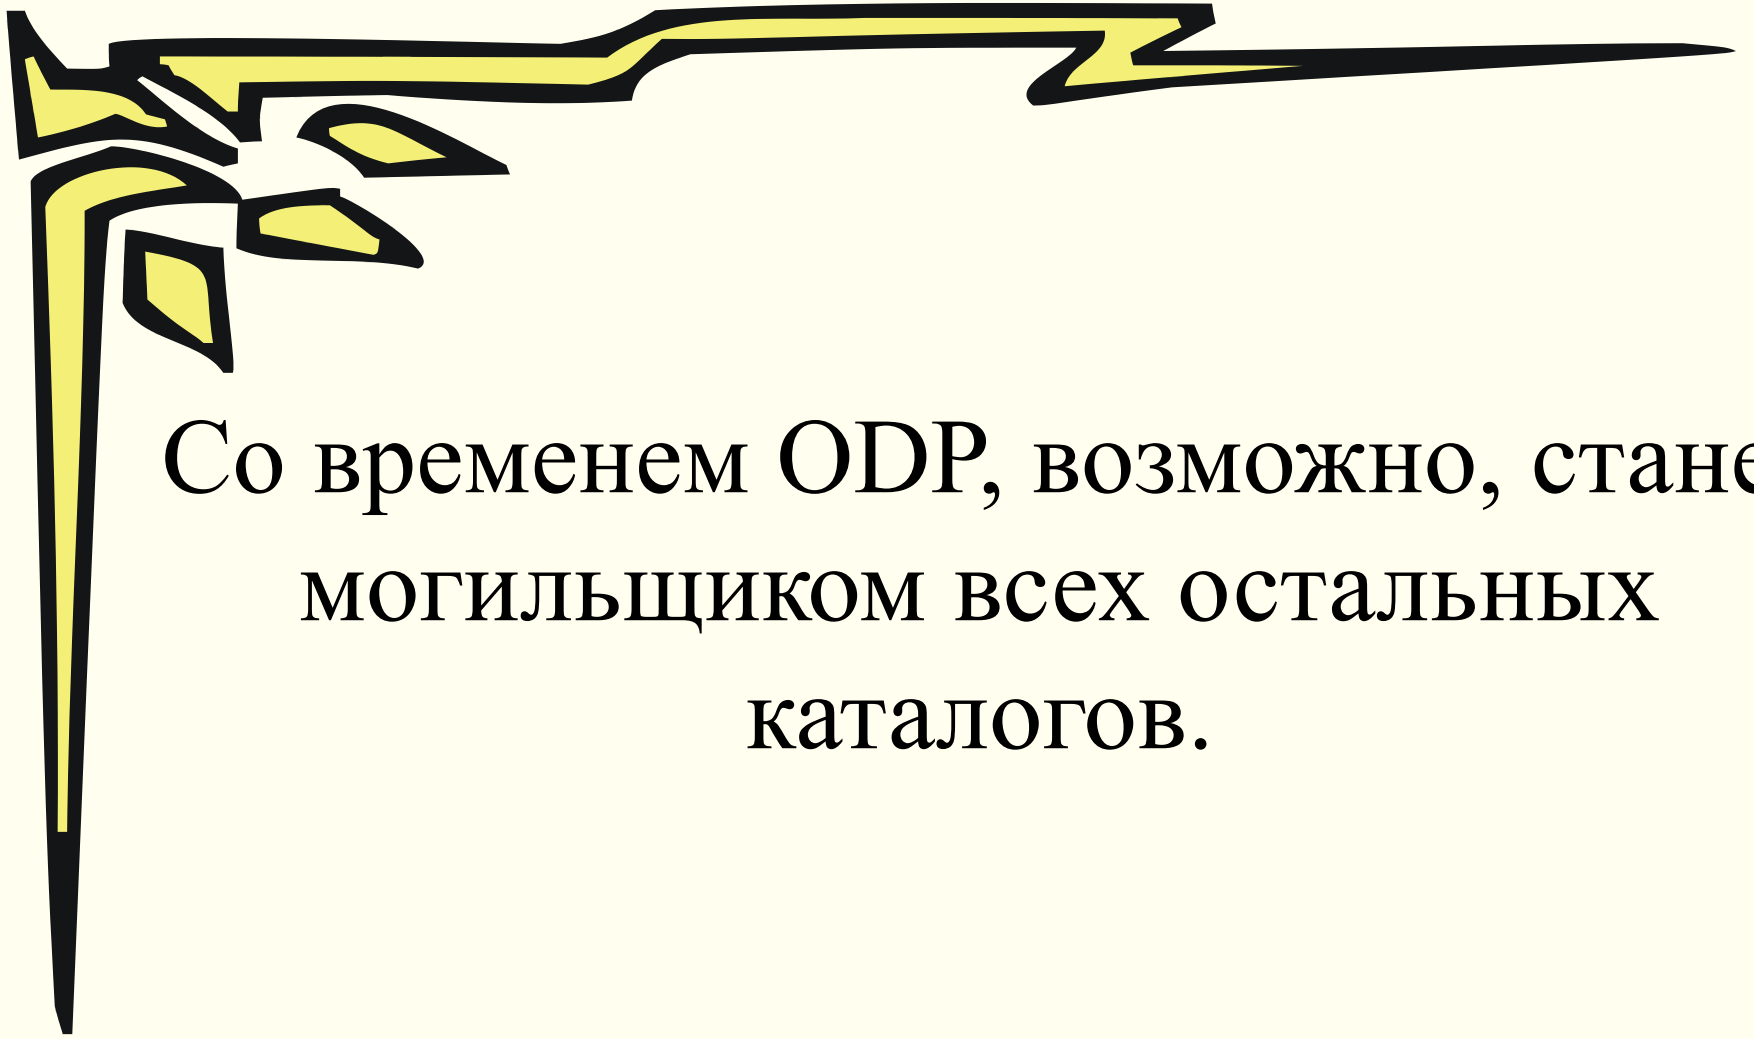 Со временем ODP, возможно, стане
могильщиком всех остальных
каталогов.